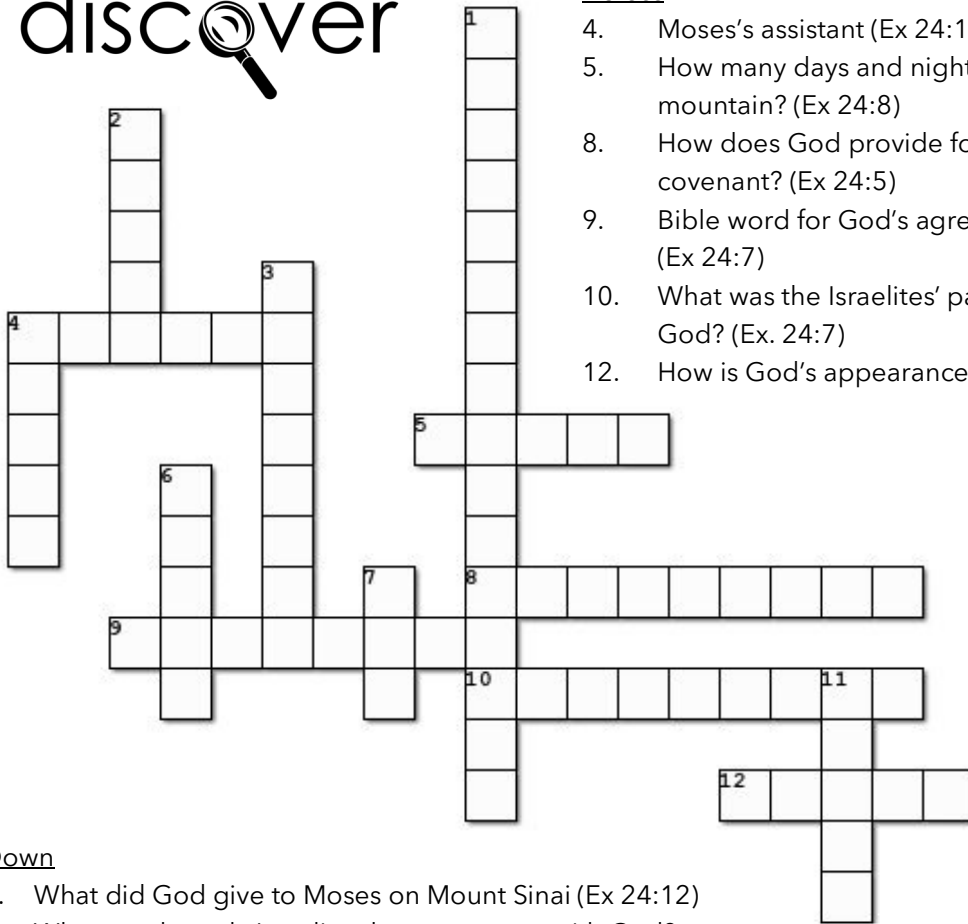 discover
4. Moses's assistant (Ex 24:1
5. How many days and night
mountain? (Ex 24:8)
8. How does God provide fo
covenant? (Ex 24:5)
9. Bible word for God's agre
(Ex 24:7)
10. What was the Israelites' pa
God? (Ex. 24:7)
12. How is God's appearance
1
2
3
4
5
6
7
8
9
10
11
12
own
. What did God give to Moses on Mount Sinai (Ex 24:12)